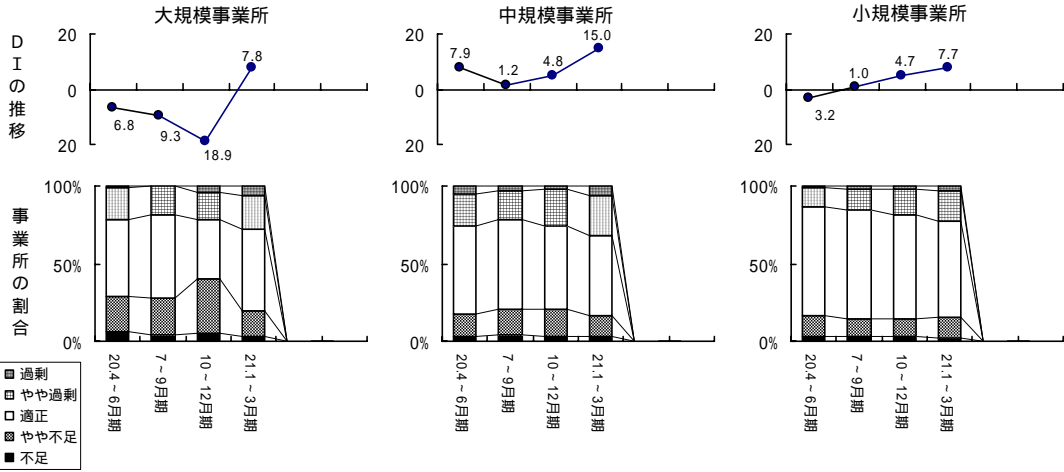 大規模事業所
中規模事業所
小規模事業所
DIの推移
20
0
20
6.8
9.3
18.9
7.8
20
0
20
7.9
1.2
4.8
15.0
20
0
20
3.2
1.0
4.7
7.7
事業所の割合
100%
50%
0%
100%
50%
0%
100%
50%
0%
20.4~6月期
7~9月期
10~12月期
21.1~3月期
20.4~6月期
7~9月期
10~12月期
21.1~3月期
20.4~6月期
7~9月期
10~12月期
21.1~3月期
過剰
やや過剰
適正
やや不足
不足